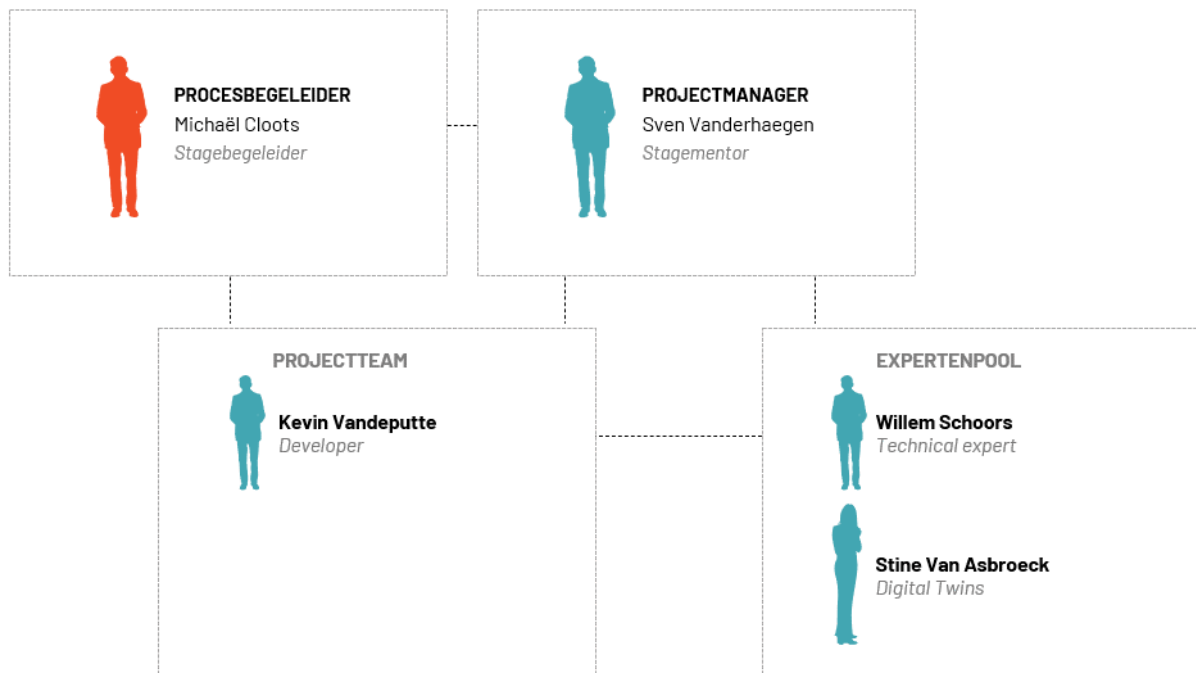 PROCESBEGELEIDER
Michaël Cloots
Stagebegeleider
PROJECTMANAGER
Sven Vanderhaegen
Stagementor
PROJECTTEAM
Kevin Vandeputte
Developer
EXPERTENPOOL
Willem Schoors
Technical expert
Stine Van Asbroeck
Digital Twins